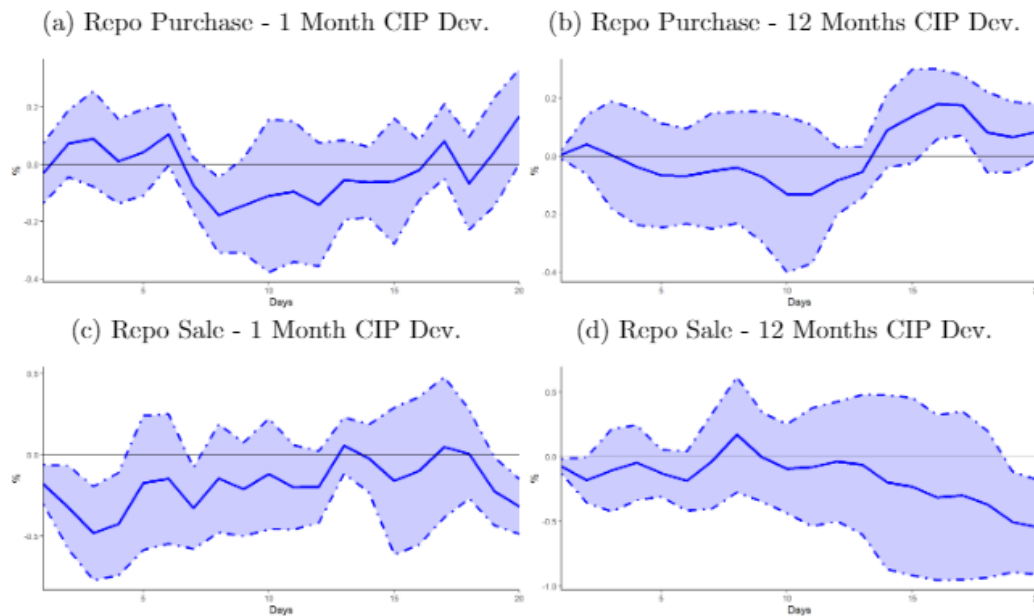 (a) Repo Purchase - 1 Month CIP Dev.
0.2
0.0
-0.2
-0.4
%
5 10 15 20
Days
(b) Repo Purchase - 12 Months CIP Dev.
0.2
0.0
0.2
-0.4
%
5 10 15
Days
(c) Repo Sale - 1 Month CIP Dev.
0.5
0.0
-0.5
%
5 10 15 20
Days
(d) Repo Sale - 12 Months CIP Dev.
0.5
0.0
-0.5
-1.0
%
5 10 15
Days